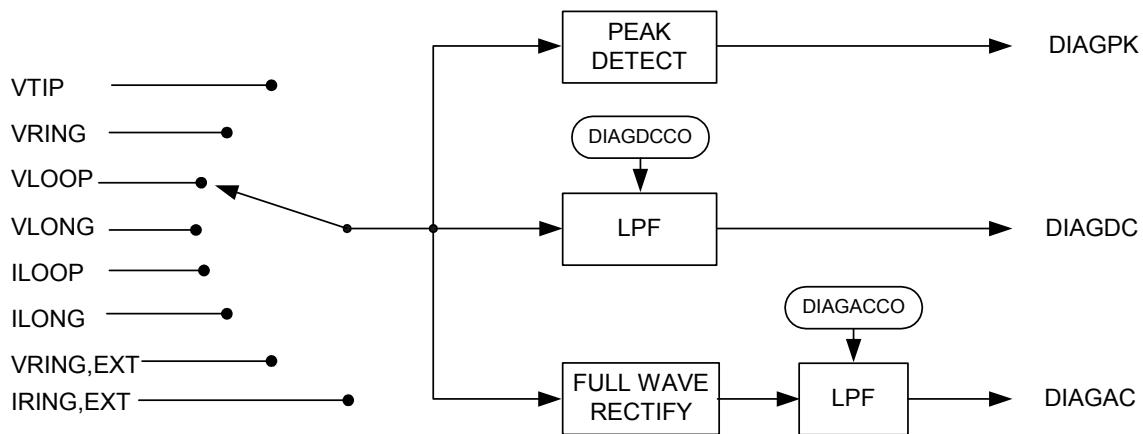 PEAK
DETECT
DIAGPK
VTIP
VRING
DIAGDCCO
VLOOP
VLONG
LPF
DIAGDC
ILOOP
ILONG
DIAGACCO
VRING,EXT
IRING,EXT
FULL WAVE
RECTIFY
LPF
DIAGAC